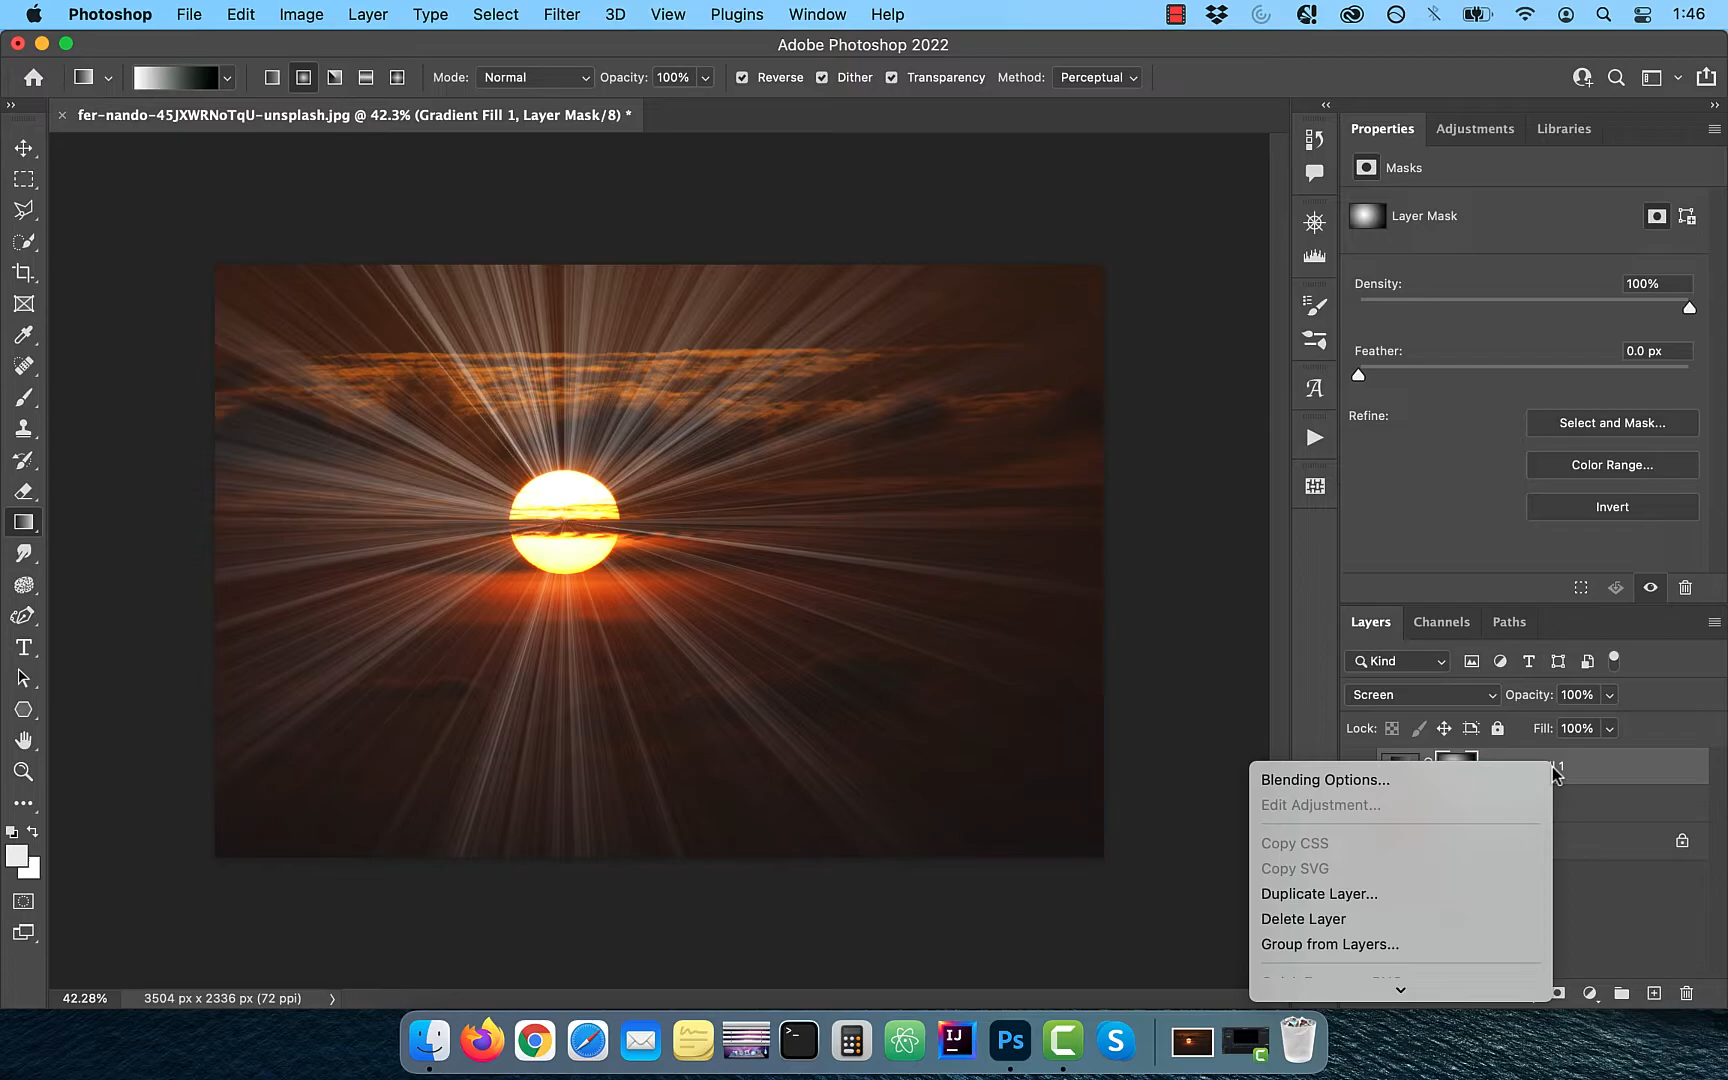 Photoshop File Edit Image Layer Type Select Filter 3D View Plugins Window Help 1:46
Adobe Photoshop 2022
Mode: Normal Opacity: 100% Reverse Dither Transparency Method: Perceptual
fer-nando-45JXWRNoTqU-unsplash.jpg @ 42.3% (Gradient Fill 1, Layer Mask/8) *
Properties Adjustments Libraries
Masks
Layer Mask
Density: 100%
Feather: 0.0 px
Refine:
Select and Mask...
Color Range...
Invert
Layers Channels Paths
Kind
Screen Opacity: 100%
Lock: Fill: 100%
Blending Options...
Edit Adjustment...
Copy CSS
Copy SVG
Duplicate Layer...
Delete Layer
Group from Layers...
42.28% 3504 px x 2336 px (72 ppi)
IJ Ps C S